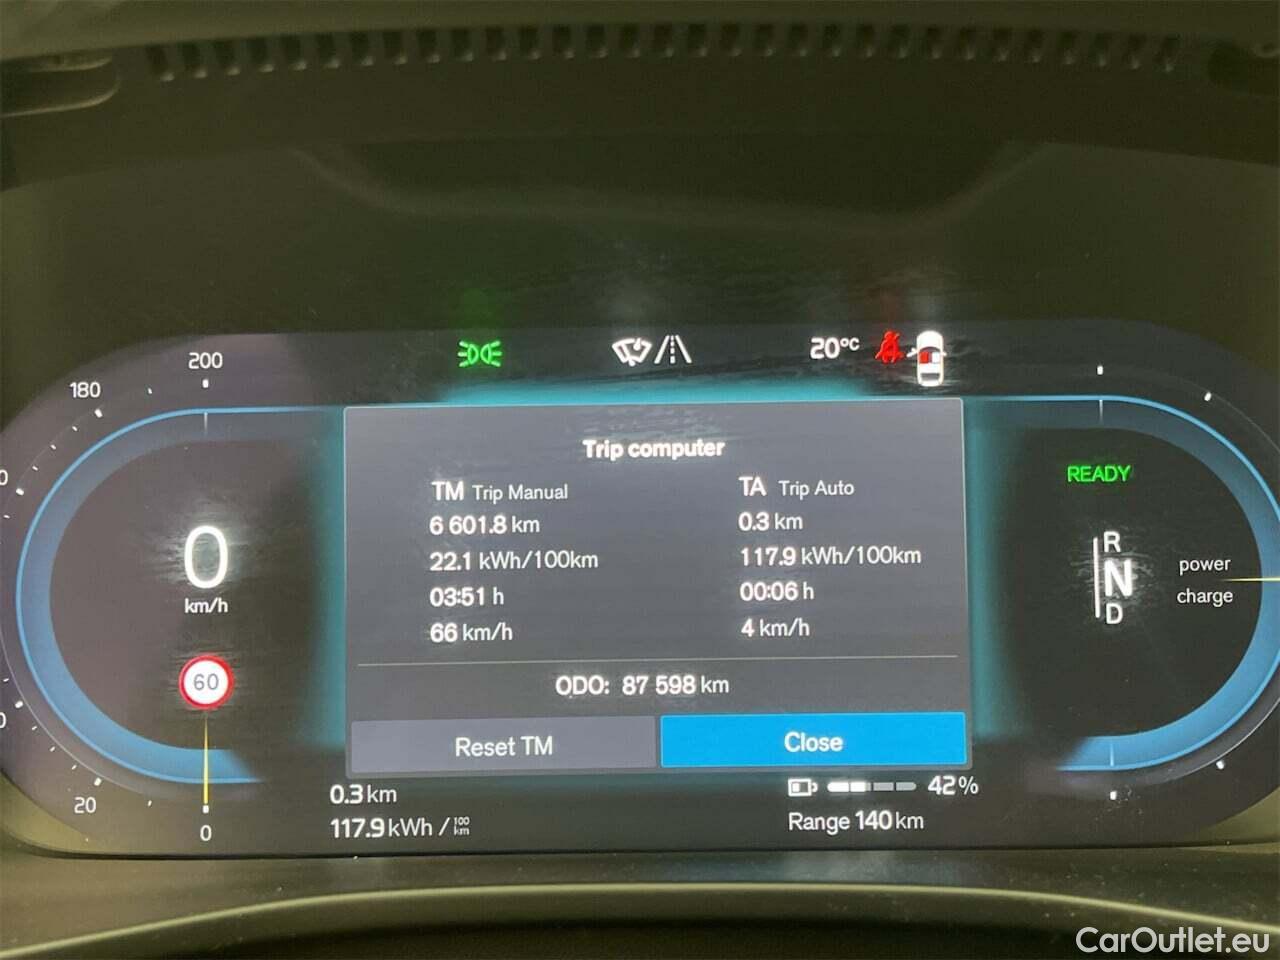 200
180
20°C
Trip computer
TM Trip Manual
TA Trip Auto
6 601.8 km
0.3 km
22.1 kWh/100km
117.9 kWh/100km
03:51 h
00:06 h
66 km/h
4 km/h
ODO: 87 598 km
Reset TM
Close
READY
R
N
D
power
charge
0
km/h
60
20
0
0.3 km
117.9 kWh / 100 km
42%
Range 140 km
CarOutlet.eu